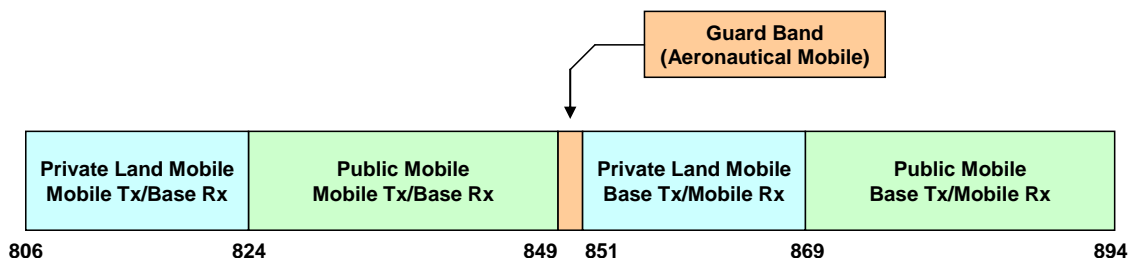 Guard Band
(Aeronautical Mobile)
Private Land Mobile
Mobile Tx/Base Rx
Public Mobile
Mobile Tx/Base Rx
Private Land Mobile
Base Tx/Mobile Rx
Public Mobile
Base Tx/Mobile Rx
806 824 849 851 869 894